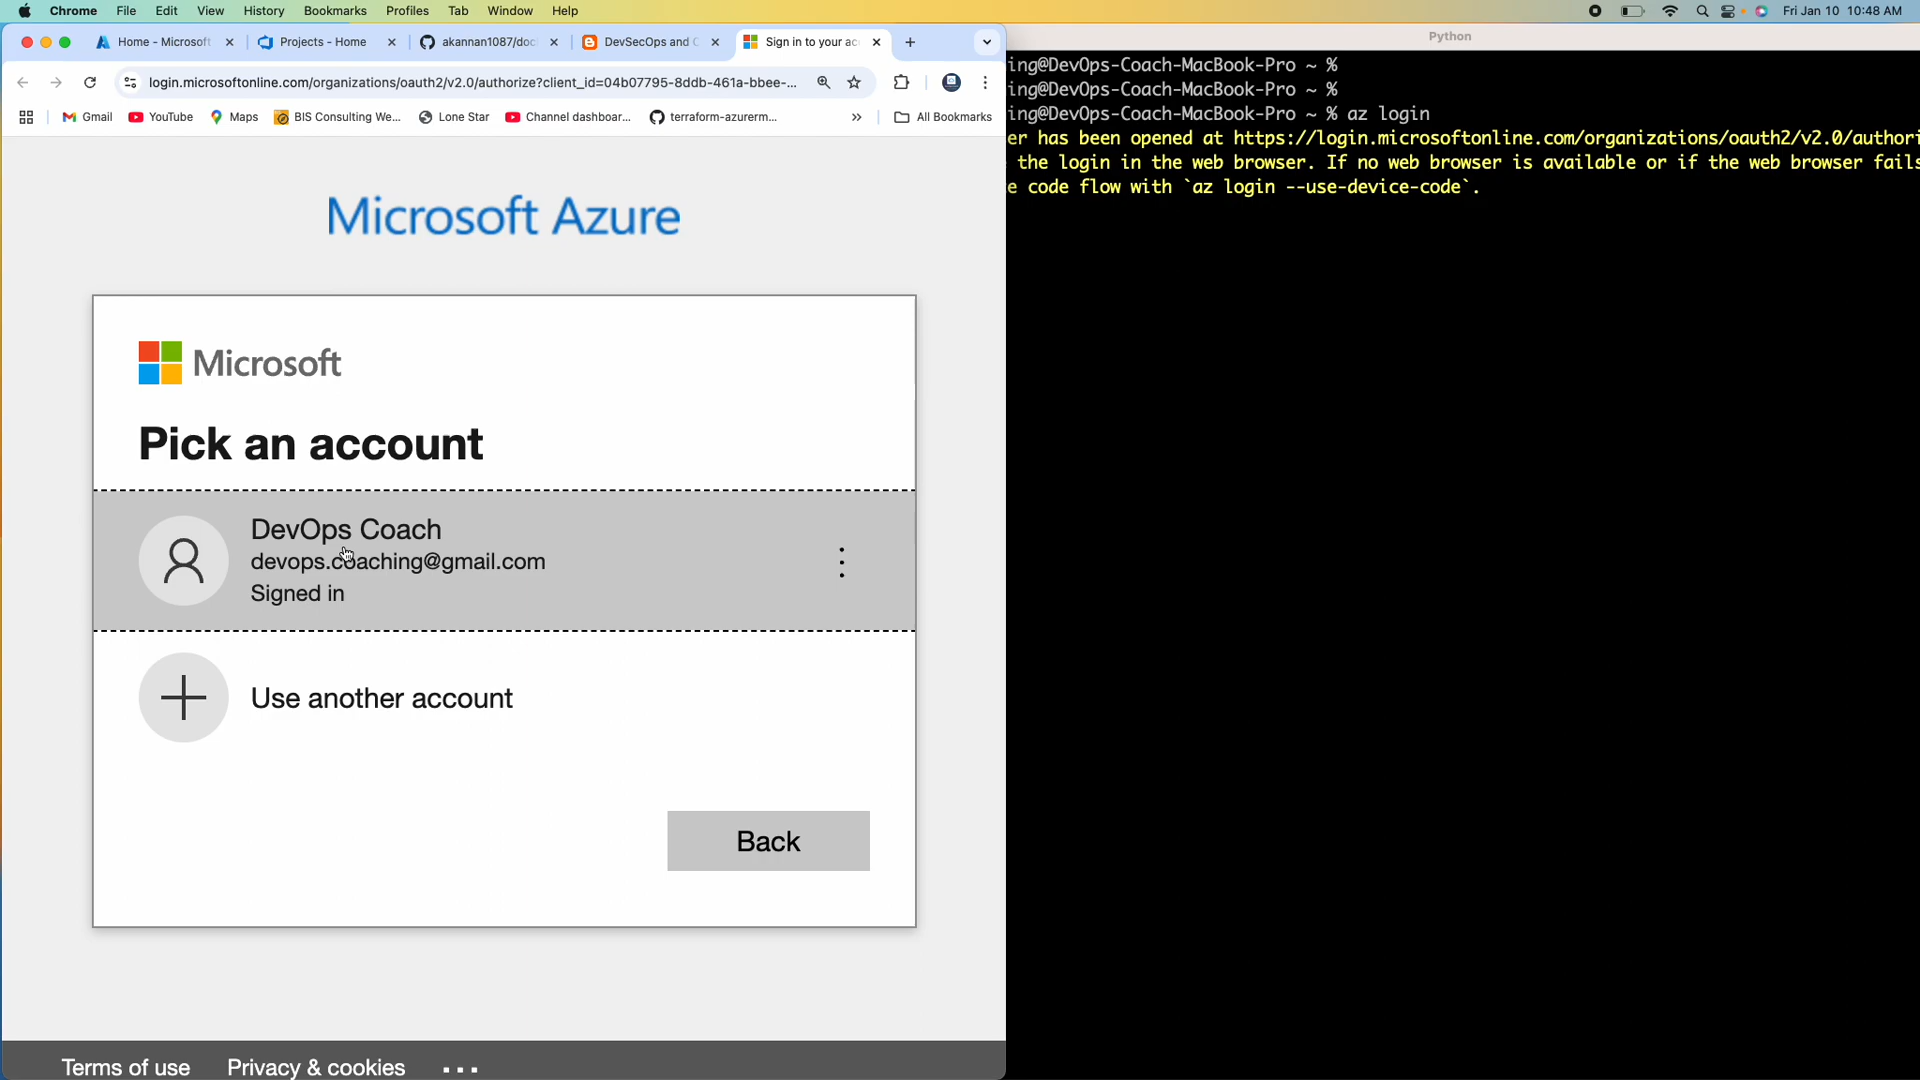 Chrome File Edit View History Bookmarks Profiles Tab Window Help Fri Jan 10 10:48 AM
Home - Microsoft Projects - Home akannan1087/doc DevSecOps and C Sign in to your ac
login.microsoftonline.com/organizations/oauth2/v2.0/authorize?client_id=04b07795-8ddb-461a-bbee-...
Gmail YouTube Maps BIS Consulting We... Lone Star Channel dashboar... terraform-azurerm... » All Bookmarks
Microsoft Azure
Microsoft
Pick an account
DevOps Coach
devops.coaching@gmail.com
Signed in
Use another account
Back
Terms of use Privacy & cookies ...
Python
ing@DevOps-Coach-MacBook-Pro ~ %
ing@DevOps-Coach-MacBook-Pro ~ %
ing@DevOps-Coach-MacBook-Pro ~ % az login
er has been opened at https://login.microsoftonline.com/organizations/oauth2/v2.0/authori
the login in the web browser. If no web browser is available or if the web browser fails
e code flow with `az login --use-device-code`.